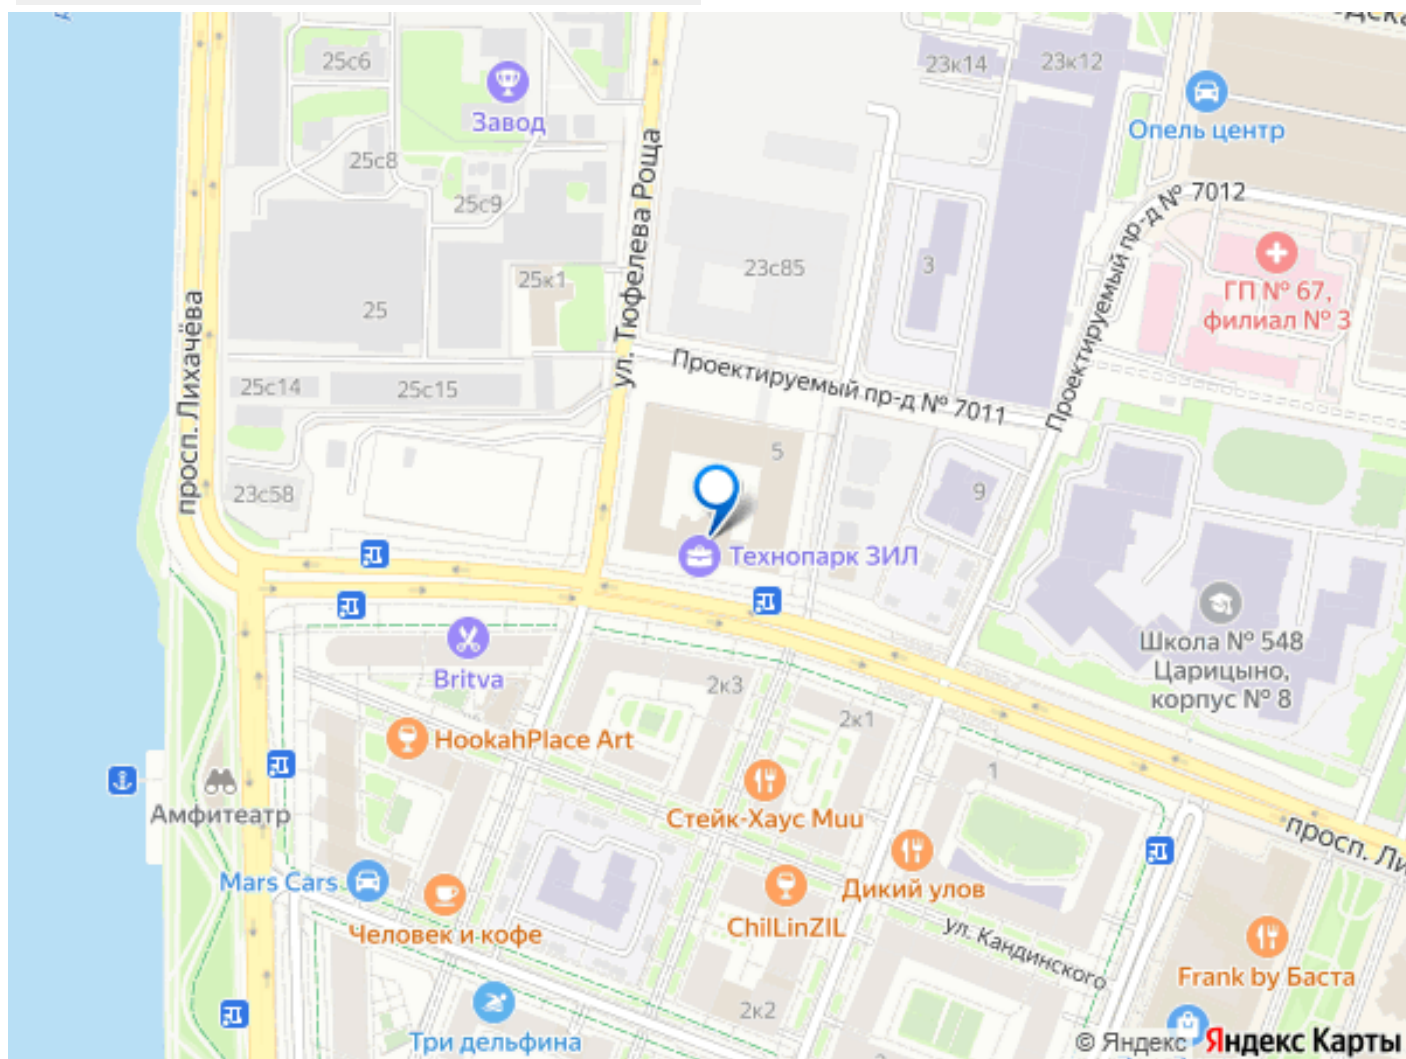 25с6
Завод
23к14
23к12
Опель центр
25с8
25с9
ул. Тюфелева Роща
Проектируемый пр-д № 7012
23с85
3
25к1
25
ГП № 67,
филиал № 3
просп. Лихачёва
25с14
25с15
Проектируемый пр-д № 7011
5
9
23с58
Технопарк ЗИЛ
Школа № 548
Царицыно,
корпус № 8
Britva
2к3
2к1
HookahPlace Art
1
Амфитеатр
Стейк-Хаус Muu
просп. Ли
Mars Cars
Дикий улов
Человек и кофе
ChilLinZIL
ул. Кандинского
Frank by Баста
2к2
Три дельфина
2
© Яндекс Яндекс Карты